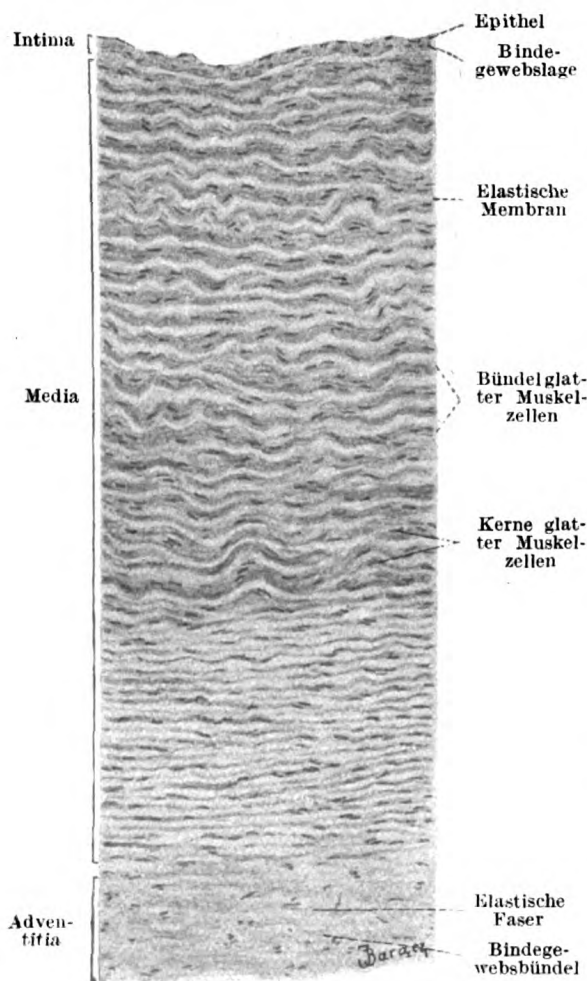 Intima
Epithel
Binde-
gewebslage
Elastische
Membran
Media
Bündel glat-
ter Muskel-
zellen
Kerne glat-
ter Muskel-
zellen
Adven-
titia
Elastische
Faser
Bindege-
websbündel